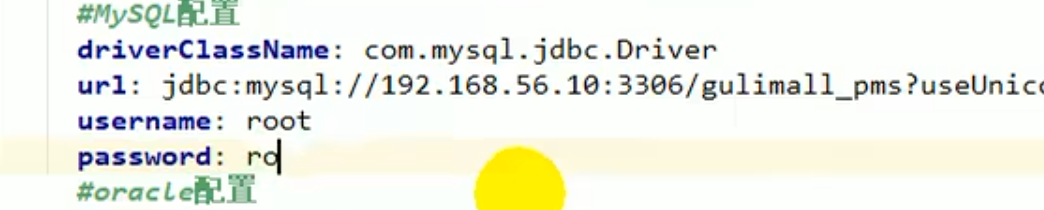 #MySQL配置
driverClassName: com.mysql.jdbc.Driver
url: jdbc:mysql://192.168.56.10:3306/gulimall_pms?useUnic
username: root
password: ro
#oracle配置